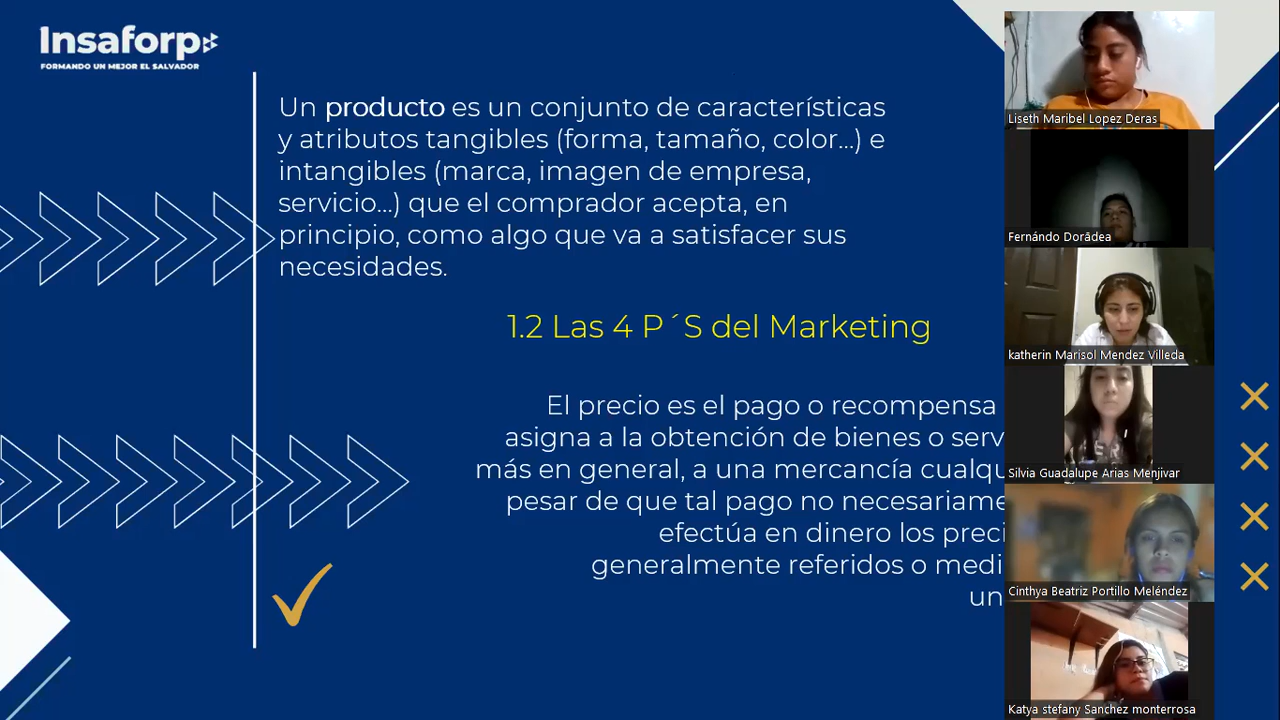 Insaforp
FORMANDO UN MEJOR EL SALVADOR
Un producto es un conjunto de características
y atributos tangibles (forma, tamaño, color...) e
intangibles (marca, imagen de empresa,
servicio...) que el comprador acepta, en
principio, como algo que va a satisfacer sus
necesidades.
1.2 Las 4 P´S del Marketing
El precio es el pago o recompensa
asigna a la obtención de bienes o serv
más en general, a una mercancía cualqu
pesar de que tal pago no necesariame
efectúa en dinero los preci
generalmente referidos o medi
un
Liseth Maribel Lopez Deras
Fernándo Dorãdea
katherin Marisol Mendez Villeda
Silvia Guadalupe Arias Menjivar
Cinthya Beatriz Portillo Meléndez
Katya stefany Sanchez monterrosa